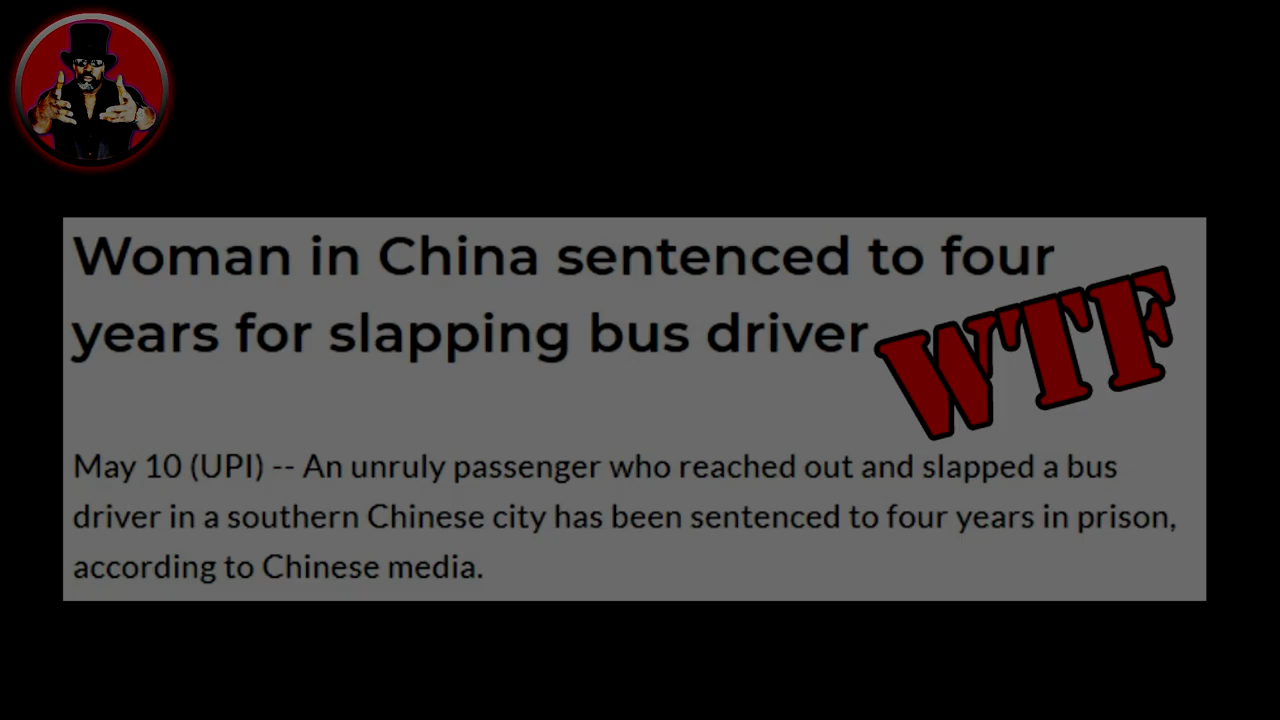 Woman in China sentenced to four
years for slapping bus driver
WTF
May 10 (UPI) -- An unruly passenger who reached out and slapped a bus
driver in a southern Chinese city has been sentenced to four years in prison,
according to Chinese media.